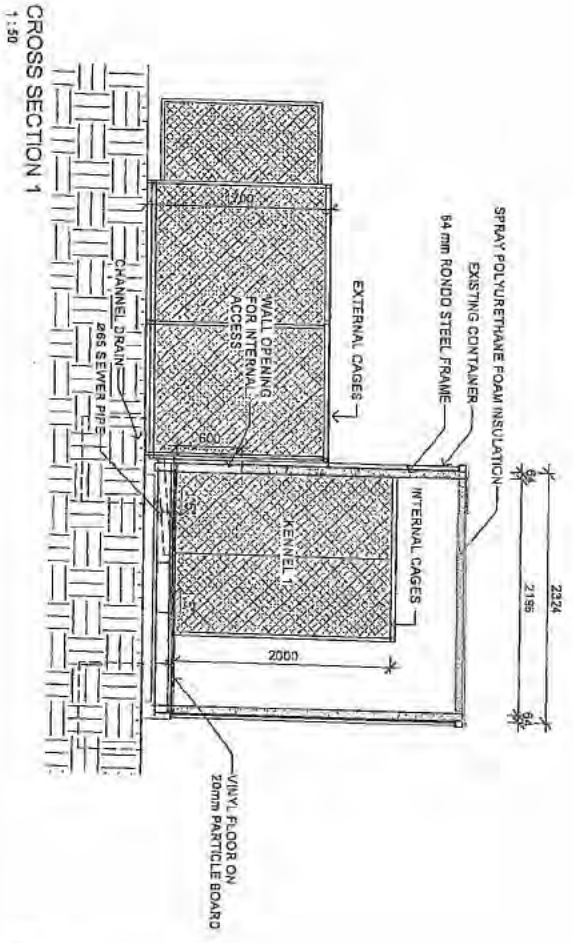 2324
64
2196
64
SPRAY POLYURETHANE FOAM INSULATION
EXISTING CONTAINER
64 mm RONDO STEEL FRAME
EXTERNAL CAGES
INTERNAL CAGES
WALL OPENING
FOR INTERNAL
ACCESS
600
KENNEL 1
2000
CHANNEL DRAIN
Ø65 SEWER PIPE
VINYL FLOOR ON
20mm PARTICLE BOARD
CROSS SECTION 1
1:50